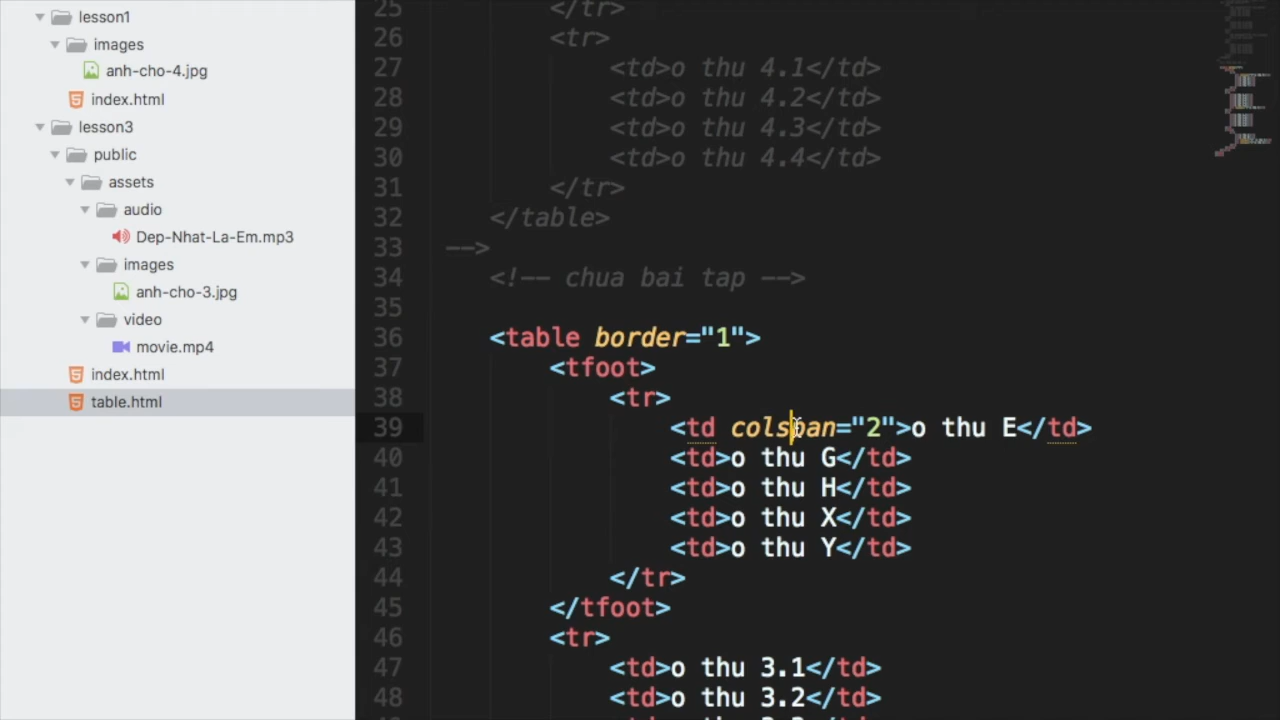 lesson1
images
anh-cho-4.jpg
index.html
lesson3
public
assets
audio
Dep-Nhat-La-Em.mp3
images
anh-cho-3.jpg
video
movie.mp4
index.html
table.html
25 </tr>
26 <tr>
27 <td>o thu 4.1</td>
28 <td>o thu 4.2</td>
29 <td>o thu 4.3</td>
30 <td>o thu 4.4</td>
31 </tr>
32 </table>
33 -->
34 <!-- chua bai tap -->
35
36 <table border="1">
37 <tfoot>
38 <tr>
39 <td colspan="2">o thu E</td>
40 <td>o thu G</td>
41 <td>o thu H</td>
42 <td>o thu X</td>
43 <td>o thu Y</td>
44 </tr>
45 </tfoot>
46 <tr>
47 <td>o thu 3.1</td>
48 <td>o thu 3.2</td>